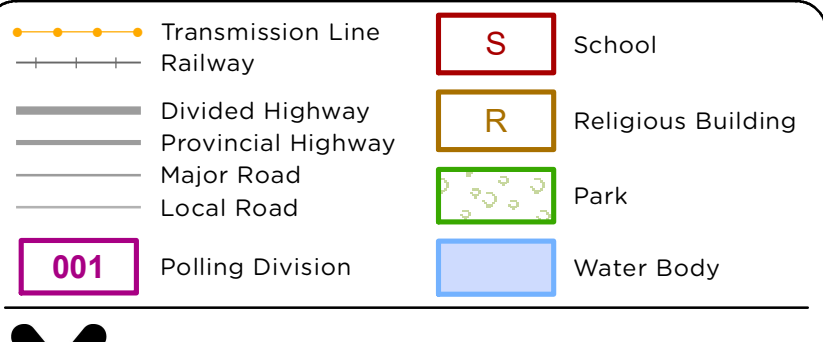 Transmission Line
Railway
Divided Highway
Provincial Highway
Major Road
Local Road
001 Polling Division
S School
R Religious Building
Park
Water Body